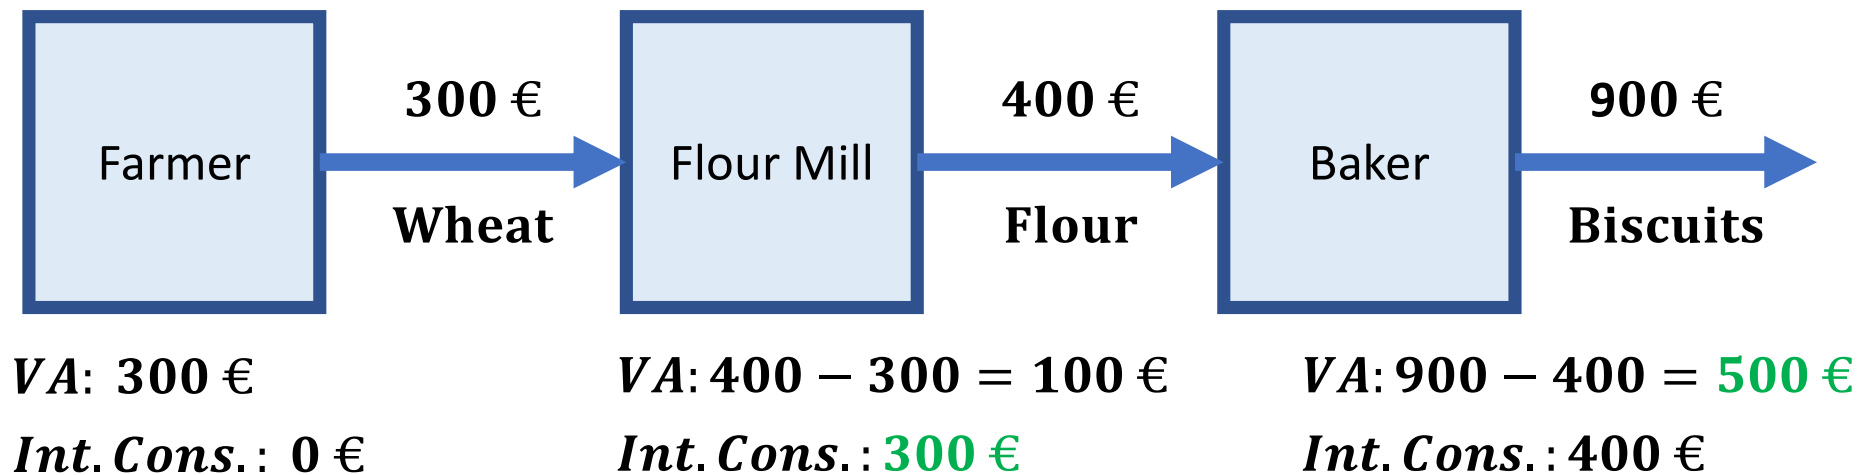 300 € 400 € 900 €
Farmer Flour Mill Baker
Wheat Flour Biscuits
VA: 300 € VA: 400 − 300 = 100 € VA: 900 − 400 = 500 €
Int. Cons.: 0 € Int. Cons.: 300 € Int. Cons.: 400 €